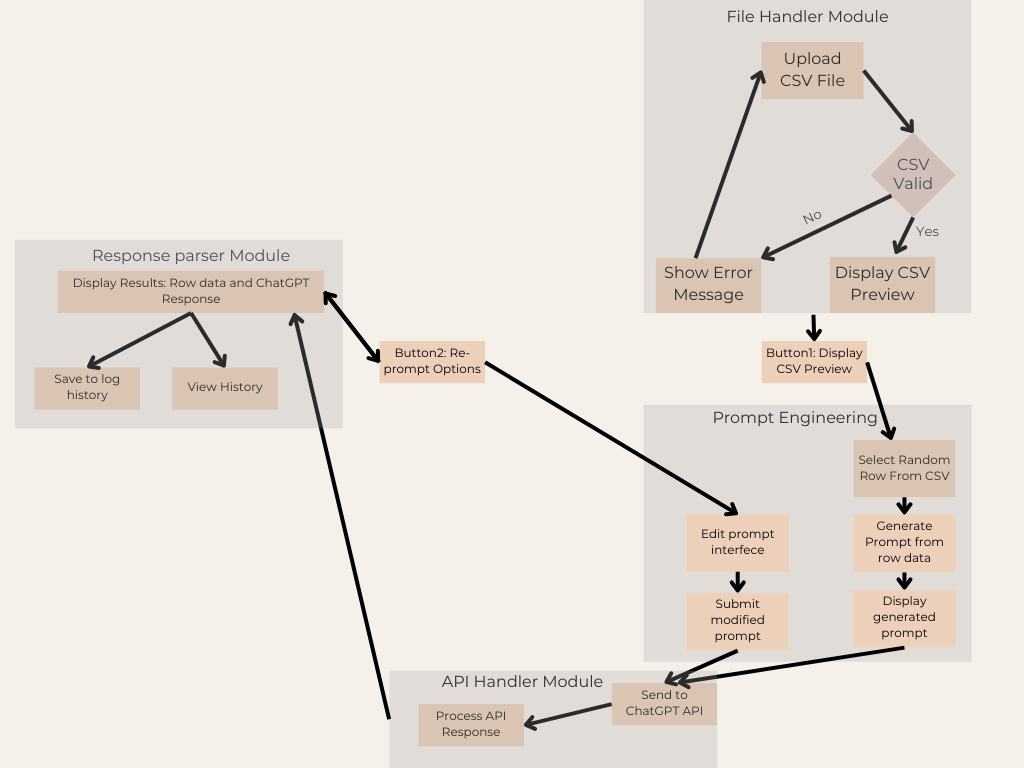 File Handler Module
Upload
CSV File
CSV
Valid
No
Yes
Show Error
Message
Display CSV
Preview
Response parser Module
Display Results: Row data and ChatGPT
Response
Save to log
history
View History
Button2: Re-
prompt Options
Button1: Display
CSV Preview
Prompt Engineering
Select Random
Row From CSV
Edit prompt
interfece
Generate
Prompt from
row data
Submit
modified
prompt
Display
generated
prompt
API Handler Module
Send to
ChatGPT API
Process API
Response